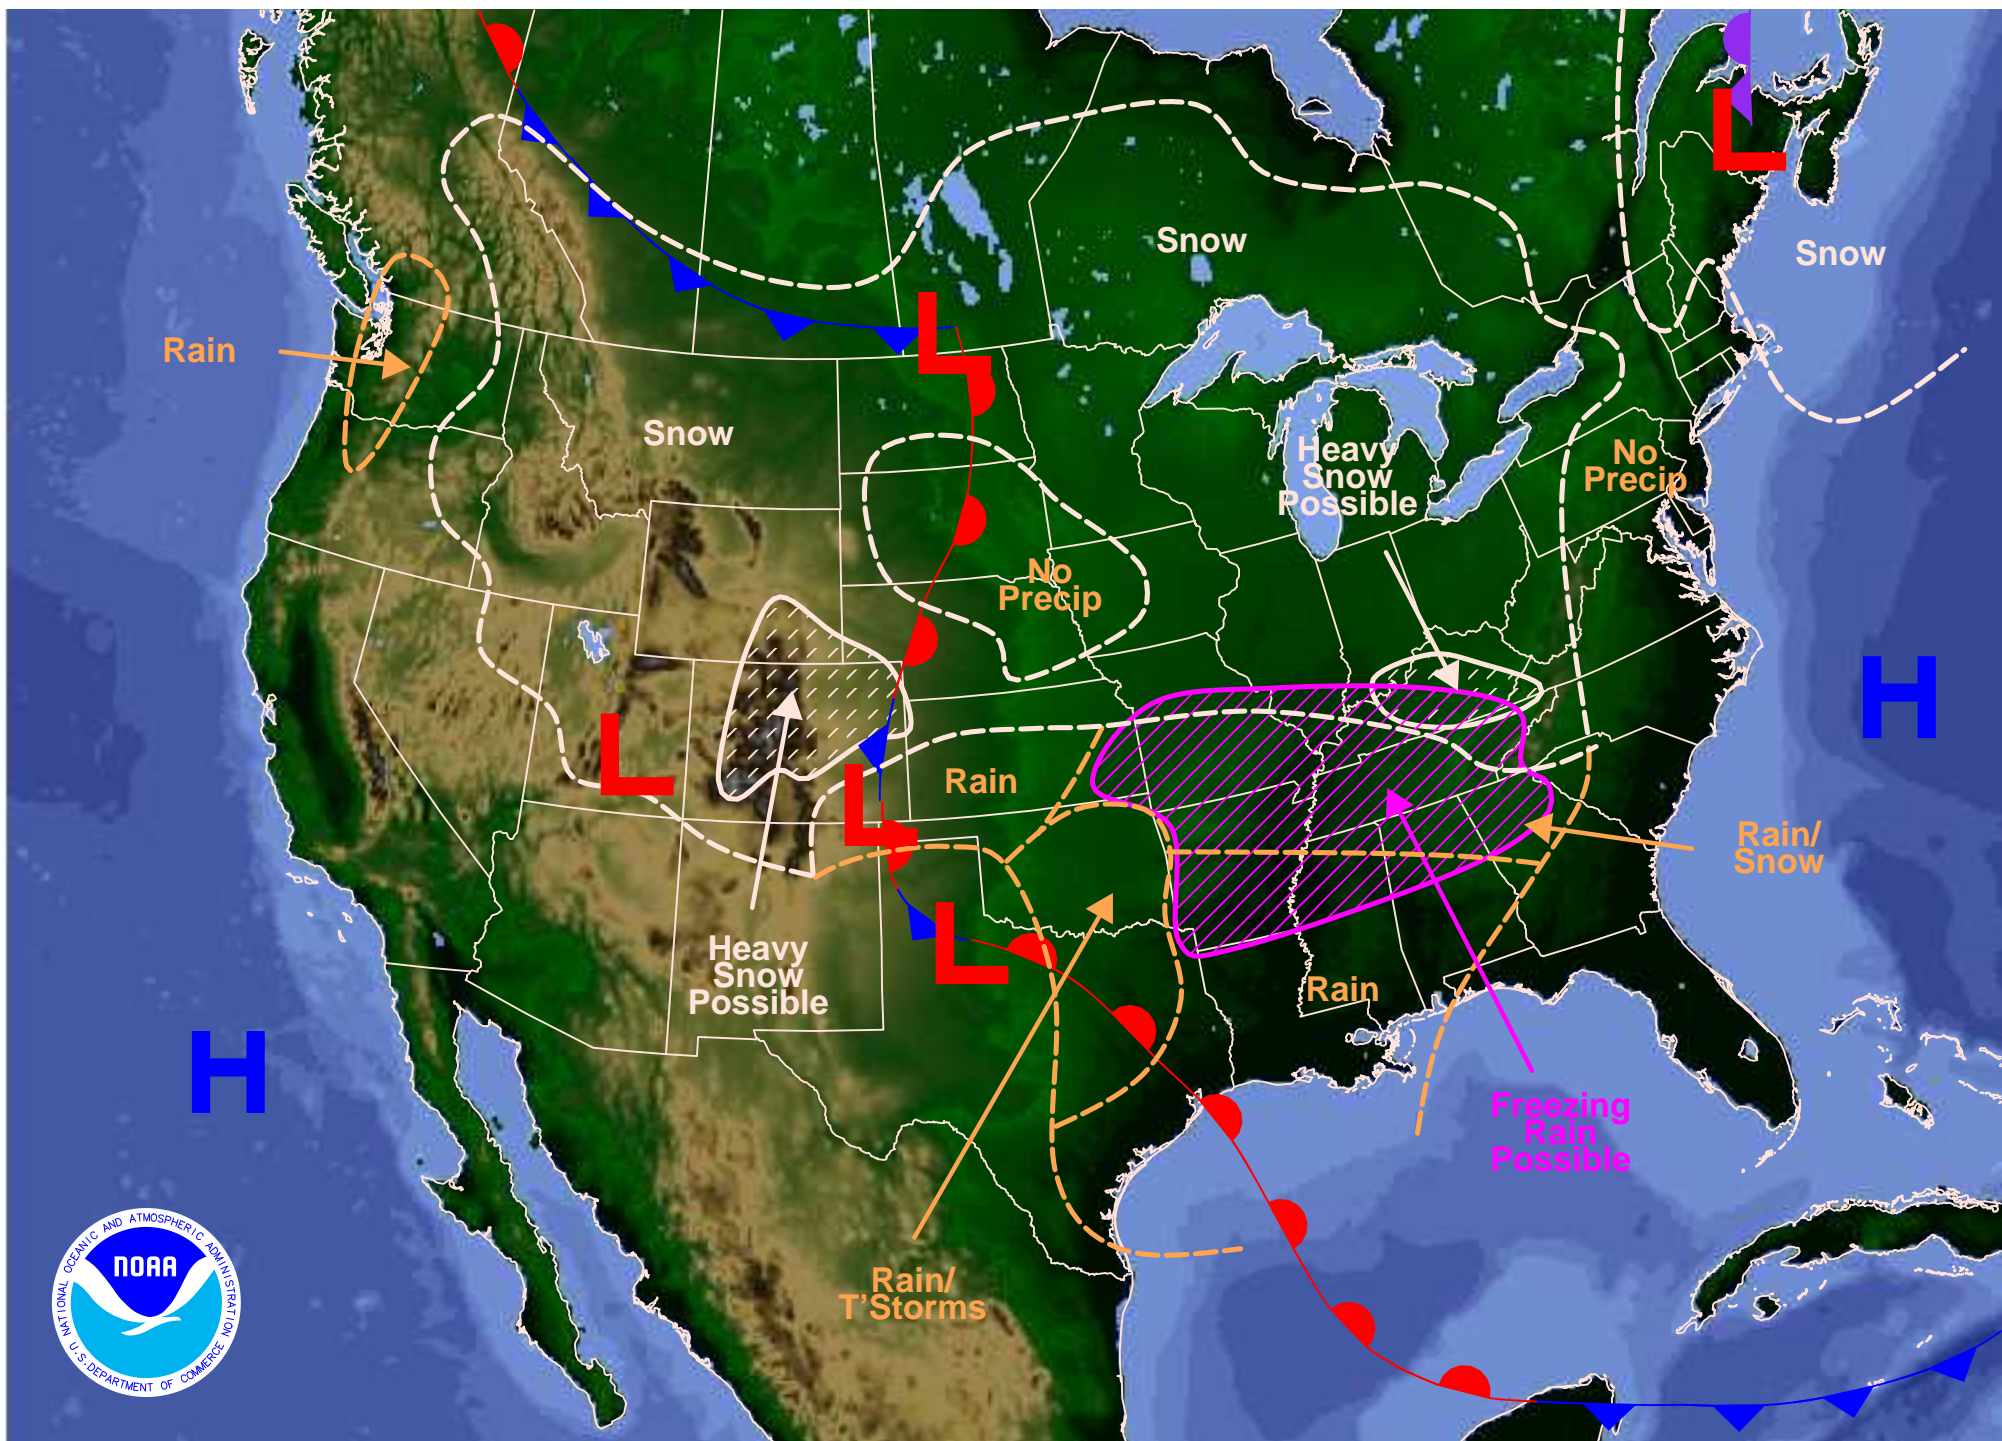 L
Snow
Snow
Rain
L
Snow
Heavy
Snow
Possible
No
Precip
No
Precip
H
L
L
Rain
Rain/
Snow
L
Heavy
Snow
Possible
Rain
H
Freezing
Rain
Possible
Rain/
T'Storms
NATIONAL OCEANIC AND ATMOSPHERIC ADMINISTRATION
NOAA
U.S. DEPARTMENT OF COMMERCE